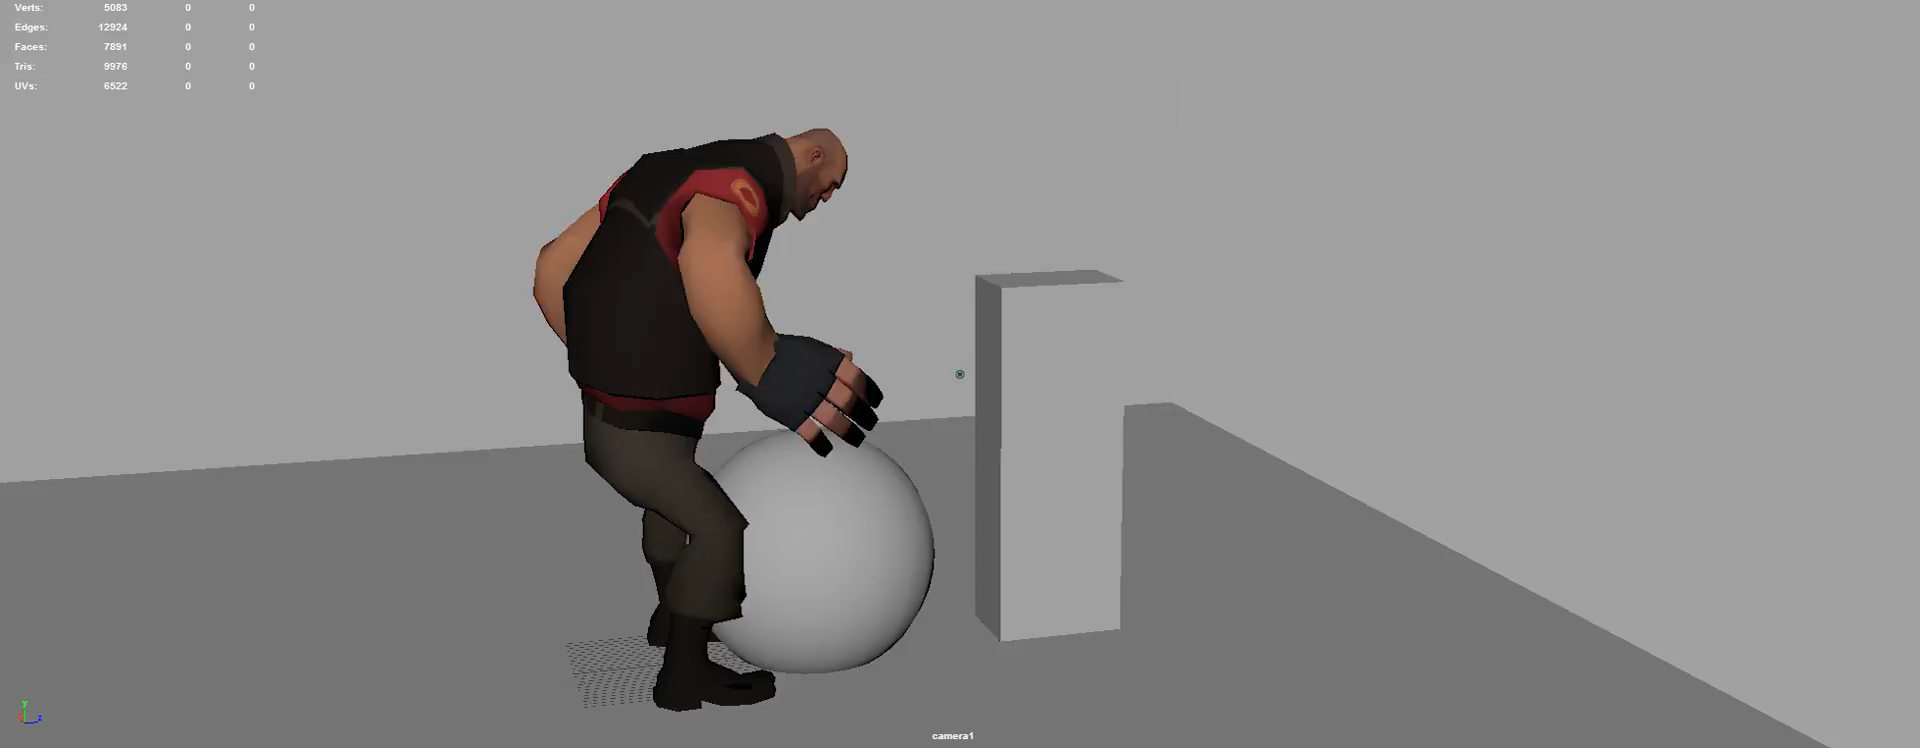 Verts: 5083 0 0
Edges: 12924 0 0
Faces: 7891 0 0
Tris: 9976 0 0
UVs: 6522 0 0
y
z
camera1